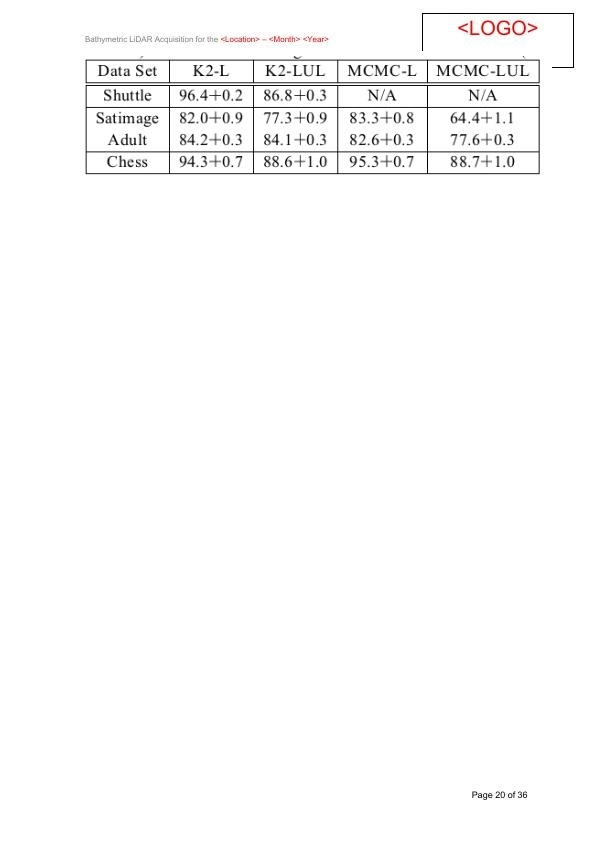 <LOGO>
Bathymetric LiDAR Acquisition for the <Location> – <Month> <Year>
Data Set K2-L K2-LUL MCMC-L MCMC-LUL
Shuttle 96.4+0.2 86.8+0.3 N/A N/A
Satimage 82.0+0.9 77.3+0.9 83.3+0.8 64.4+1.1
Adult 84.2+0.3 84.1+0.3 82.6+0.3 77.6+0.3
Chess 94.3+0.7 88.6+1.0 95.3+0.7 88.7+1.0
Page 20 of 36